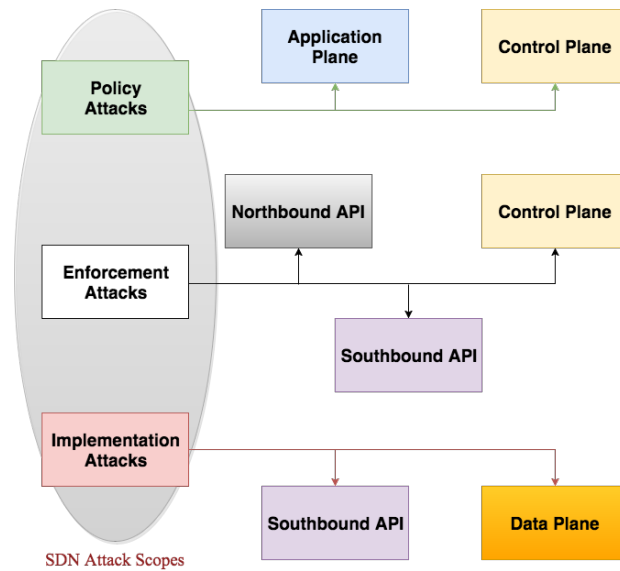 Application
Plane
Control Plane
Policy
Attacks
Northbound API
Control Plane
Enforcement
Attacks
Southbound API
Implementation
Attacks
Southbound API
Data Plane
SDN Attack Scopes